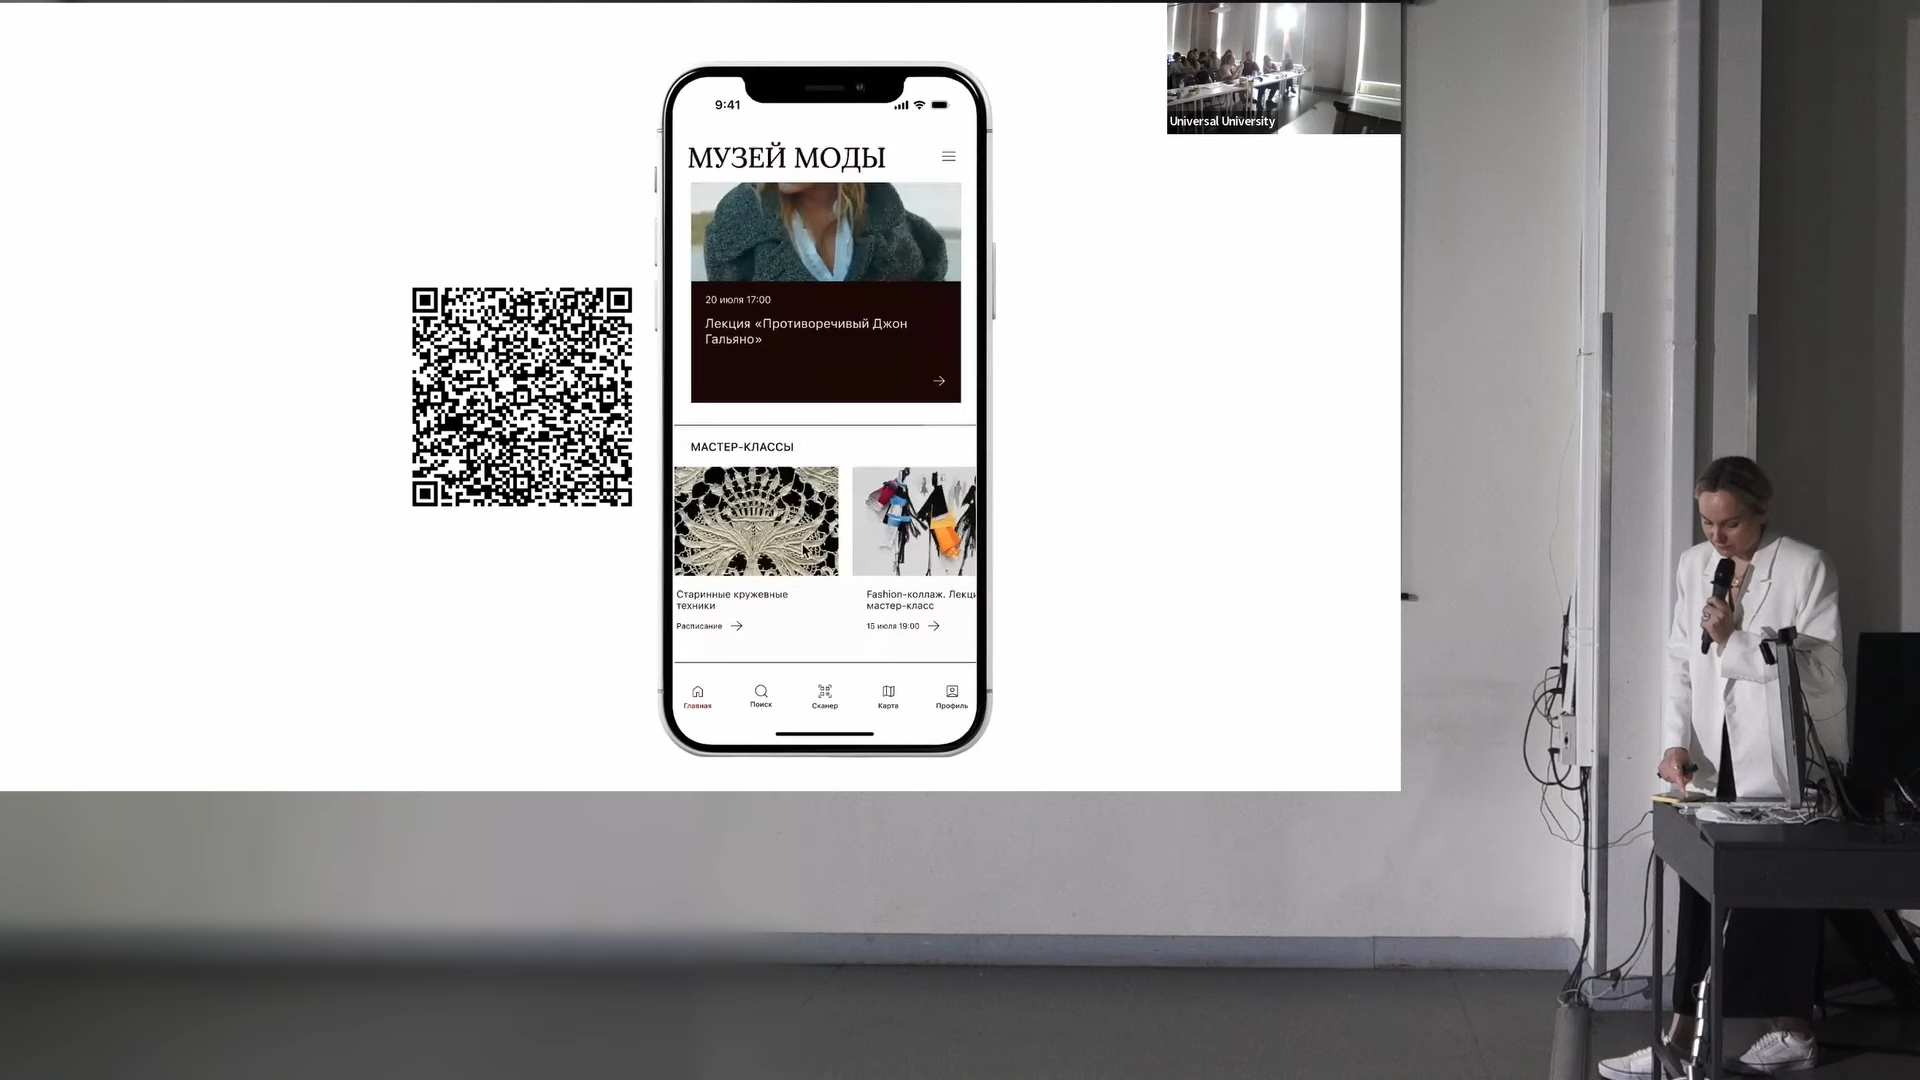 Universal University
9:41
МУЗЕЙ МОДЫ
20 июля 17:00
Лекция «Противоречивый Джон
Гальяно»
МАСТЕР-КЛАССЫ
Старинные кружевные
техники
Расписание
Fashion-коллаж. Лекци
мастер-класс
15 июля 19:00
Главная
Поиск
Сканер
Карта
Профиль